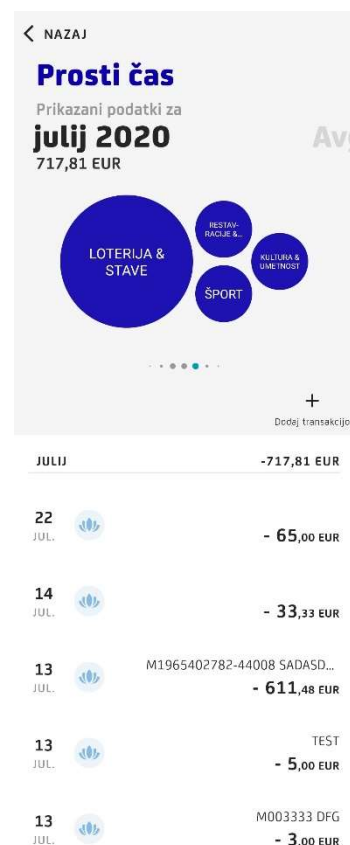 NAZAJ
Prosti čas
Prikazani podatki za
julij 2020
717,81 EUR
LOTERIJA &
STAVE
RESTAV-
RACIJE &...
KULTURA &
UMETNOST
ŠPORT
+
Dodaj transakcijo
JULIJ -717,81 EUR
22
JUL.
- 65,00 EUR
14
JUL.
- 33,33 EUR
13
JUL.
M1965402782-44008 SADASD...
- 611,48 EUR
13
JUL.
TEST
- 5,00 EUR
13
JUL.
M003333 DFG
- 3,00 EUR